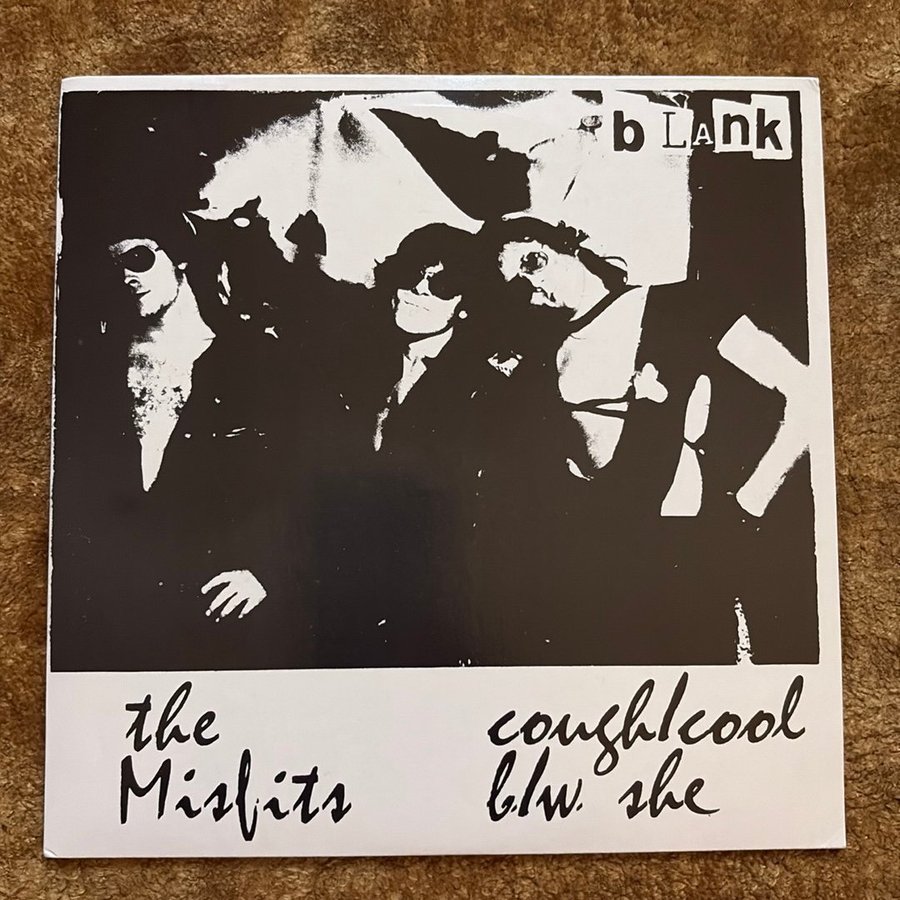 bLAnk
the
Misfits
cough/cool
b/w. she